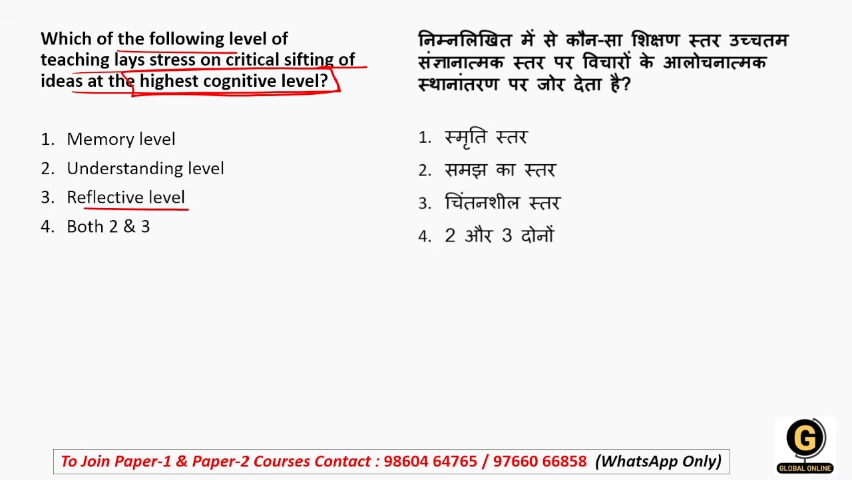 Which of the following level of
teaching lays stress on critical sifting of
ideas at the highest cognitive level?
1. Memory level
2. Understanding level
3. Reflective level
4. Both 2 & 3
निम्नलिखित में से कौन-सा शिक्षण स्तर उच्चतम
संज्ञानात्मक स्तर पर विचारों के आलोचनात्मक
स्थानांतरण पर जोर देता है?
1. स्मृति स्तर
2. समझ का स्तर
3. चिंतनशील स्तर
4. 2 और 3 दोनों
G
GLOBAL ONLINE
To Join Paper-1 & Paper-2 Courses Contact : 98604 64765 / 97660 66858 (WhatsApp Only)